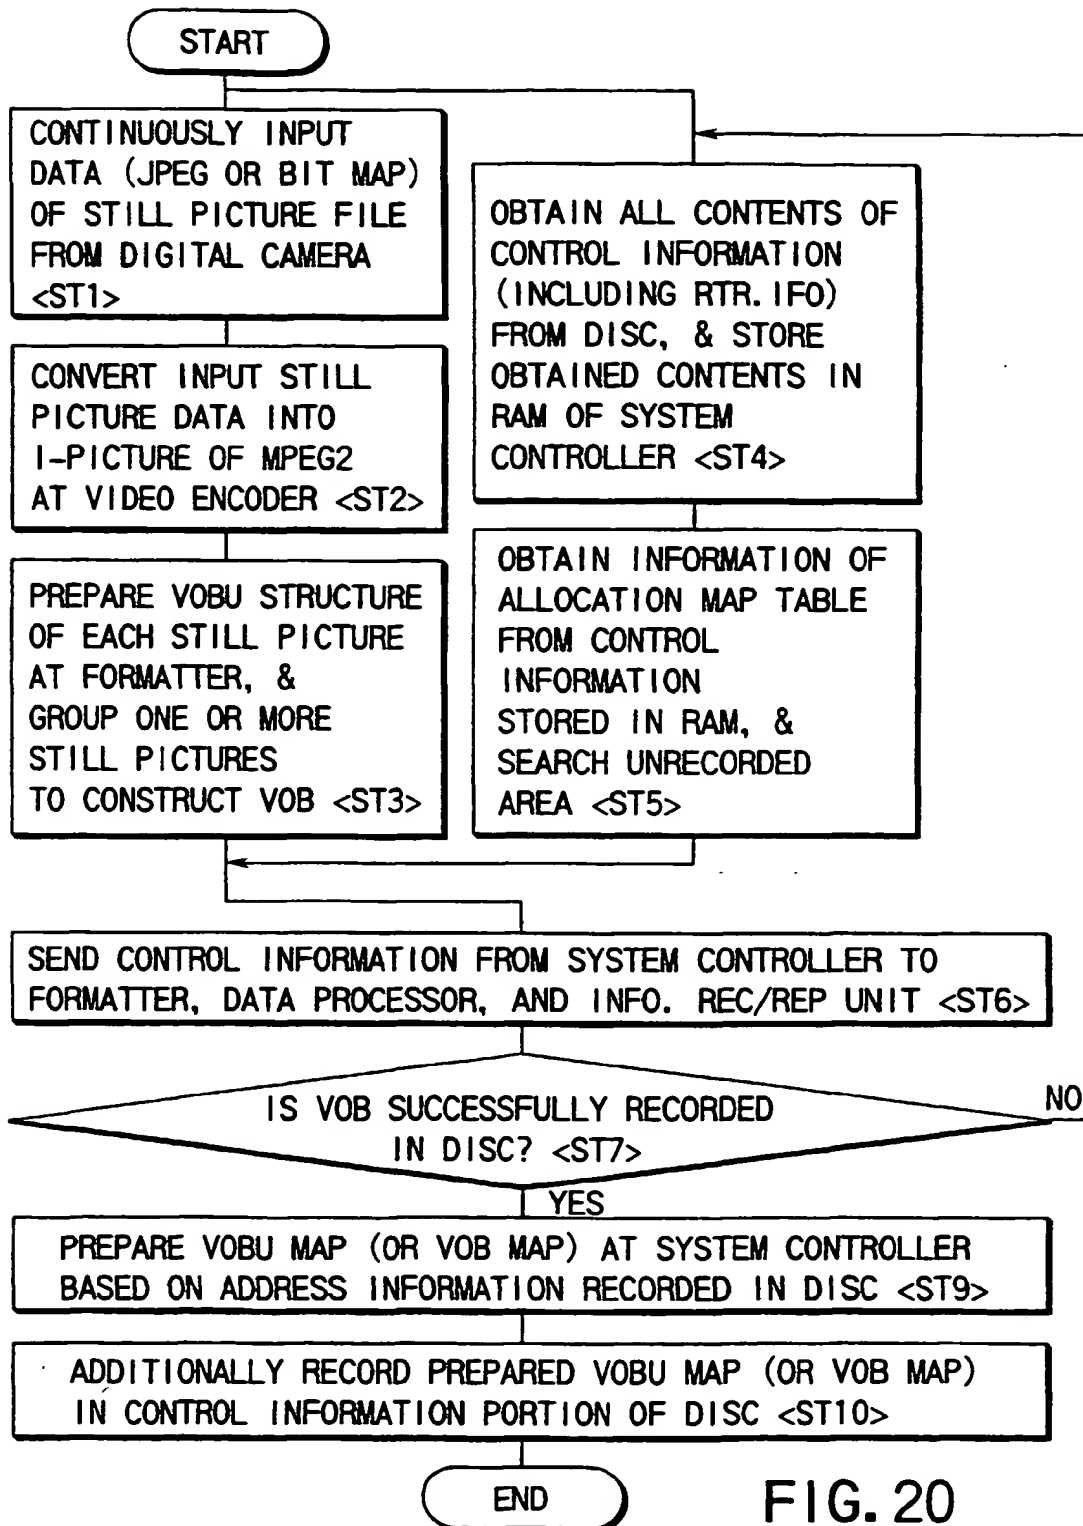 START
CONTINUOUSLY INPUT
DATA (JPEG OR BIT MAP)
OF STILL PICTURE FILE
FROM DIGITAL CAMERA
<ST1>
CONVERT INPUT STILL
PICTURE DATA INTO
I-PICTURE OF MPEG2
AT VIDEO ENCODER <ST2>
PREPARE VOBU STRUCTURE
OF EACH STILL PICTURE
AT FORMATTER, &
GROUP ONE OR MORE
STILL PICTURES
TO CONSTRUCT VOB <ST3>
OBTAIN ALL CONTENTS OF
CONTROL INFORMATION
(INCLUDING RTR.IFO)
FROM DISC, & STORE
OBTAINED CONTENTS IN
RAM OF SYSTEM
CONTROLLER <ST4>
OBTAIN INFORMATION OF
ALLOCATION MAP TABLE
FROM CONTROL
INFORMATION
STORED IN RAM, &
SEARCH UNRECORDED
AREA <ST5>
SEND CONTROL INFORMATION FROM SYSTEM CONTROLLER TO
FORMATTER, DATA PROCESSOR, AND INFO. REC/REP UNIT <ST6>
IS VOB SUCCESSFULLY RECORDED
IN DISC? <ST7>
NO
YES
PREPARE VOBU MAP (OR VOB MAP) AT SYSTEM CONTROLLER
BASED ON ADDRESS INFORMATION RECORDED IN DISC <ST9>
ADDITIONALLY RECORD PREPARED VOBU MAP (OR VOB MAP)
IN CONTROL INFORMATION PORTION OF DISC <ST10>
END
FIG. 20